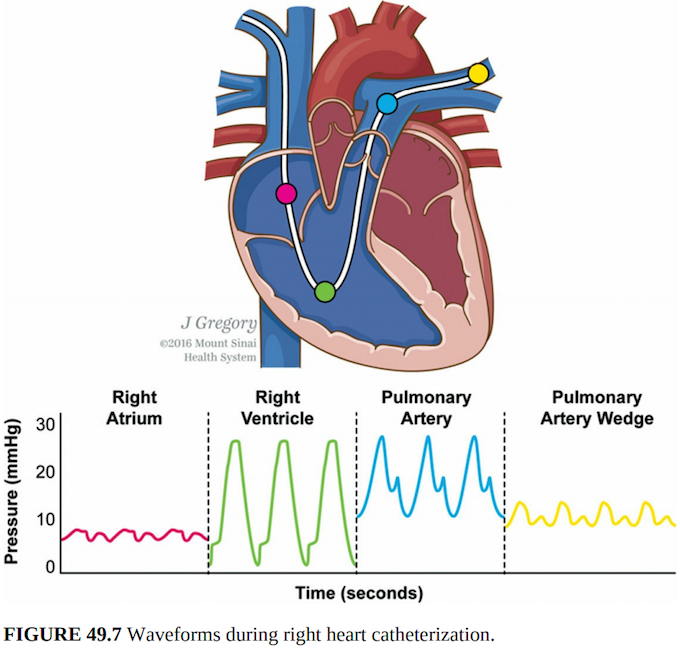 J Gregory
©2016 Mount Sinai
Health System
Right
Atrium
Right
Ventricle
Pulmonary
Artery
Pulmonary
Artery Wedge
Pressure (mmHg)
30
20
10
0
Time (seconds)
FIGURE 49.7 Waveforms during right heart catheterization.